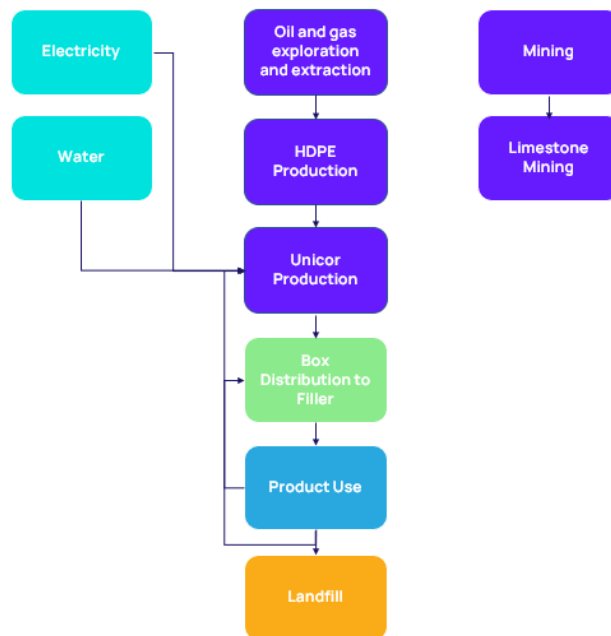 Electricity
Oil and gas
exploration
and extraction
Mining
Water
HDPE
Production
Limestone
Mining
Unicor
Production
Box
Distribution to
Filler
Product Use
Landfill